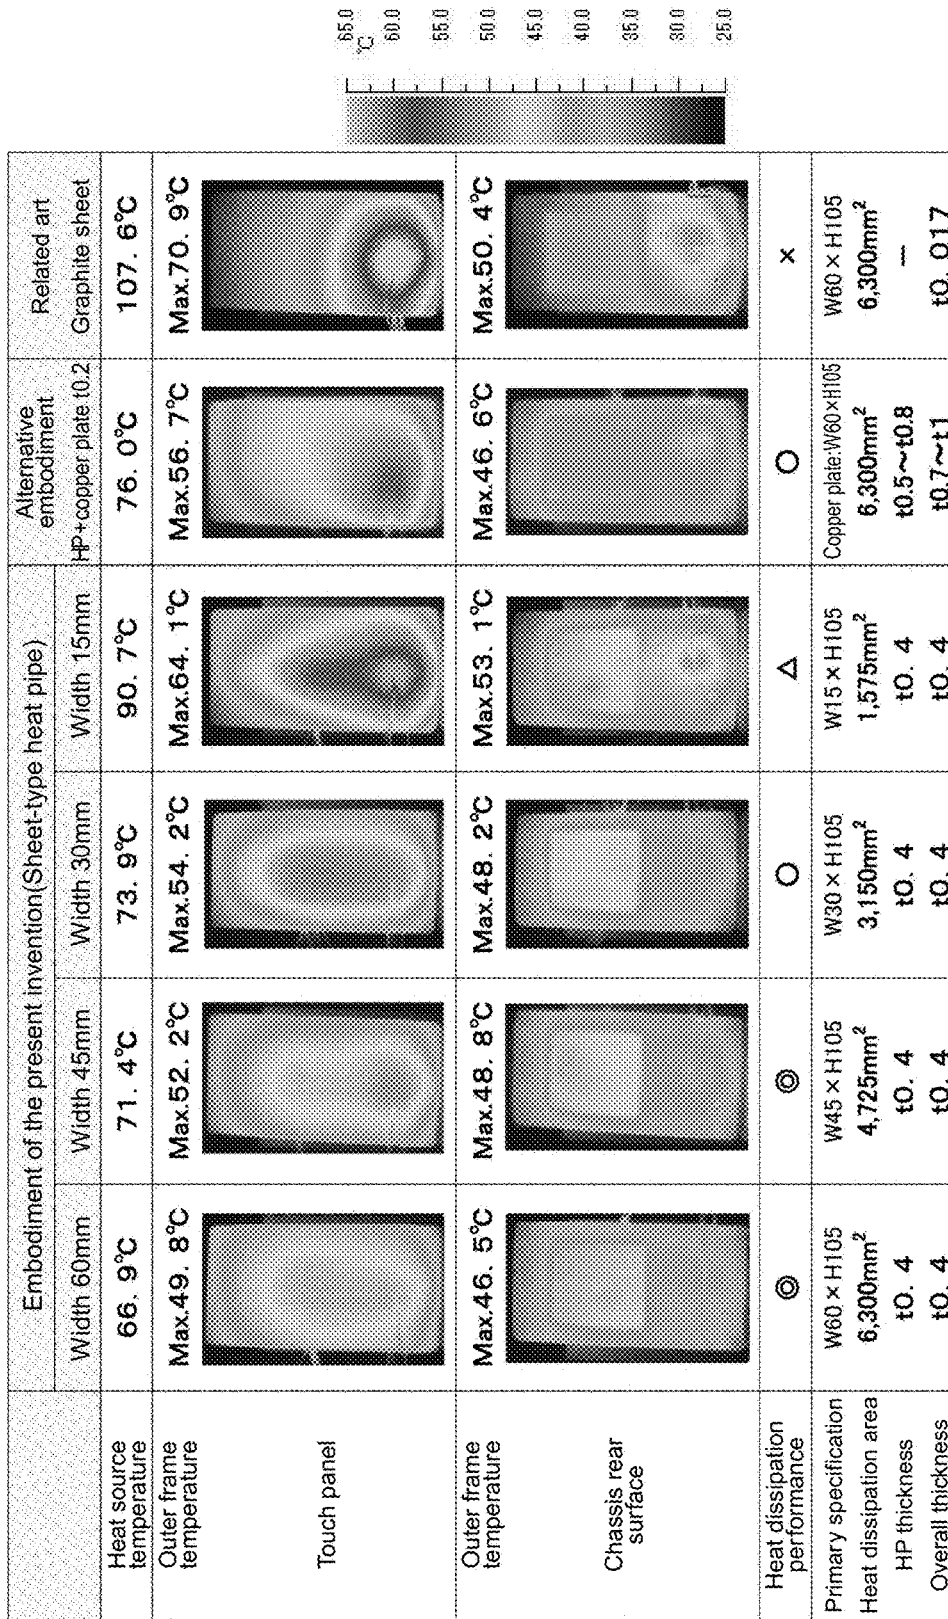 Embodiment of the present invention(Sheet-type heat pipe)
Alternative embodiment
Related art
Width 60mm
Width 45mm
Width 30mm
Width 15mm
HP+copper plate t0.2
Graphite sheet
Heat source temperature
66. 9℃
71. 4℃
73. 9℃
90. 7℃
76. 0℃
107. 6℃
Outer frame temperature
Touch panel
Max.49. 8℃
Max.52. 2℃
Max.54. 2℃
Max.64. 1℃
Max.56. 7℃
Max.70. 9℃
Outer frame temperature
Chassis rear surface
Max.46. 5℃
Max.48. 8℃
Max.48. 2℃
Max.53. 1℃
Max.46. 6℃
Max.50. 4℃
Heat dissipation performance
◎
◎
○
△
○
×
Primary specification
W60×H105
W45×H105
W30×H105
W15×H105
Copper plate:W60×H105
W60×H105
Heat dissipation area
6,300mm²
4,725mm²
3,150mm²
1,575mm²
6,300mm²
6,300mm²
HP thickness
t0. 4
t0. 4
t0. 4
t0. 4
t0.5~t0.8
—
Overall thickness
t0. 4
t0. 4
t0. 4
t0. 4
t0.7~t1
t0. 017
65.0
℃
60.0
55.0
50.0
45.0
40.0
35.0
30.0
25.0